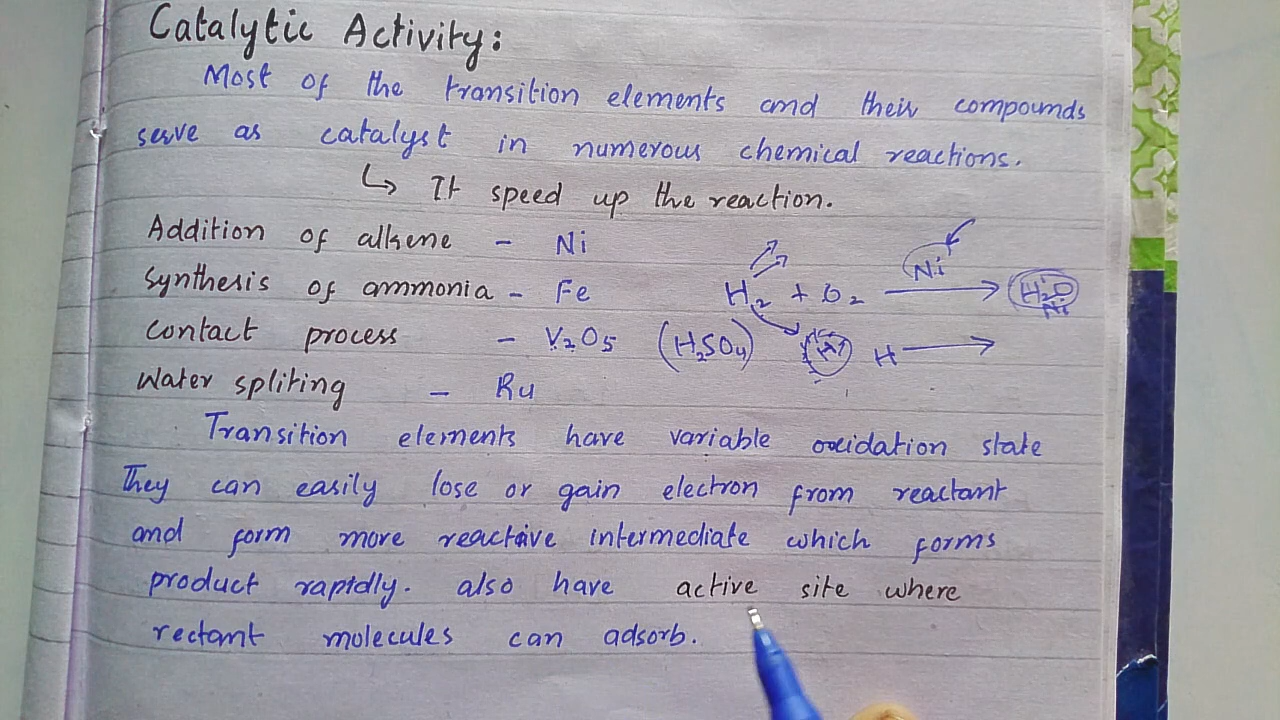 Catalytic Activity:
Most of the transition elements and their compounds
serve as catalyst in numerous chemical reactions.
↳ It speed up the reaction.
Addition of alkene - Ni
Synthesis of ammonia - Fe
Contact process - V2O5 (H2SO4)
Water spliting - Ru
Ni
H2 + O2 → H2O
Ni
H H →
Transition elements have variable oxidation state
They can easily lose or gain electron from reactant
and form more reactive intermediate which forms
product rapidly. also have active site where
rectant molecules can adsorb.